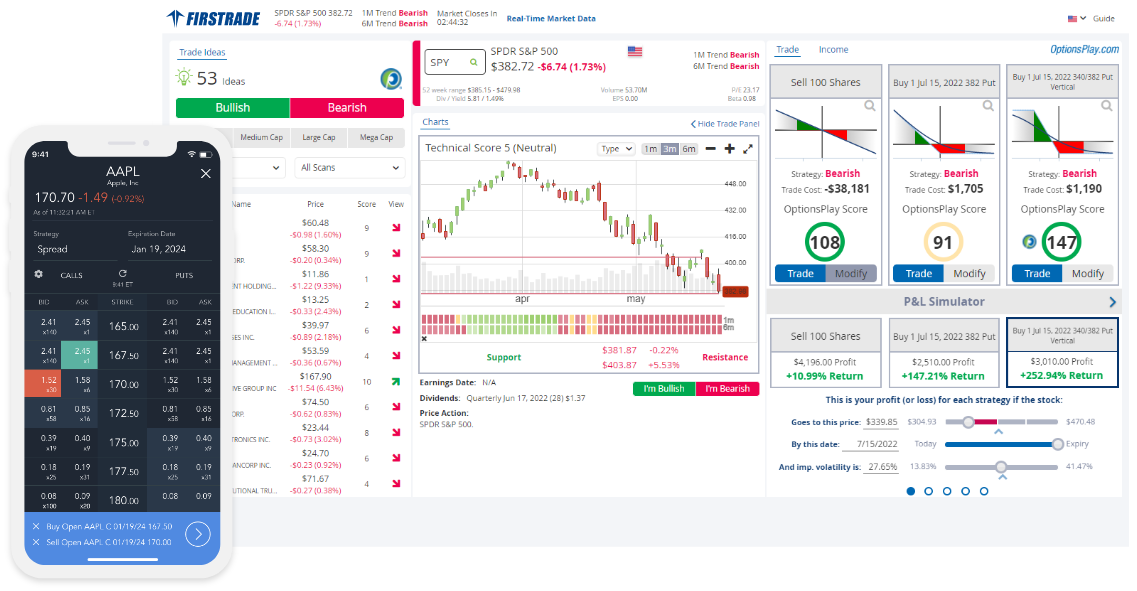 FIRSTRADE
SPDR S&P 500 382.72
-6.74 (1.73%)
1M Trend Bearish
6M Trend Bearish
Market Closes In
02:44:32
Real-Time Market Data
Guide
Trade Ideas
53 Ideas
Bullish
Bearish
Medium Cap
Large Cap
Mega Cap
All Scans
Name
Price
Score
View
$60.48
-$0.98 (1.60%)
9
$58.30
-$0.20 (0.34%)
9
ORP.
$11.86
-$1.22 (9.33%)
1
NT HOLDING...
$13.25
-$0.33 (2.43%)
2
EDUCATION I...
$39.97
-$0.89 (2.18%)
6
SES INC.
$53.59
-$0.36 (0.67%)
4
MANAGEMENT ...
$167.90
-$11.54 (6.43%)
10
IVE GROUP INC
$74.50
-$0.62 (0.83%)
6
ORP.
$23.44
-$0.73 (3.02%)
8
TRONICS INC.
$24.70
-$0.23 (0.92%)
6
ANCORP INC.
$71.67
-$0.27 (0.38%)
4
UTIONAL TRU...
SPY
SPDR S&P 500
$382.72 -$6.74 (1.73%)
1M Trend Bearish
6M Trend Bearish
52 week range $385.15 - $479.98
Div / Yield 5.81 / 1.49%
Volume 53.70M
EPS 0.00
P/E 23.17
Beta 0.98
Charts
Hide Trade Panel
Technical Score 5 (Neutral)
Type
1m 3m 6m
448.00
432.00
416.00
400.00
apr
may
1m
6m
Support
$381.87 -0.22%
$403.87 +5.53%
Resistance
Earnings Date: N/A
I'm Bullish
I'm Bearish
Dividends: Quarterly Jun 17, 2022 (28) $1.37
Price Action:
SPDR S&P 500.
Trade
Income
OptionsPlay.com
Sell 100 Shares
Strategy: Bearish
Trade Cost: -$38,181
OptionsPlay Score
108
Trade
Modify
Buy 1 Jul 15, 2022 382 Put
Strategy: Bearish
Trade Cost: $1,705
OptionsPlay Score
91
Trade
Modify
Buy 1 Jul 15, 2022 340/382 Put
Vertical
Strategy: Bearish
Trade Cost: $1,190
OptionsPlay Score
147
Trade
Modify
P&L Simulator
Sell 100 Shares
$4,196.00 Profit
+10.99% Return
Buy 1 Jul 15, 2022 382 Put
$2,510.00 Profit
+147.21% Return
Buy 1 Jul 15, 2022 340/382 Put
Vertical
$3,010.00 Profit
+252.94% Return
This is your profit (or loss) for each strategy if the stock:
Goes to this price: $339.85 $304.93 $470.48
By this date: 7/15/2022 Today Expiry
And imp. volatility is: 27.65% 13.83% 41.47%
9:41
AAPL
Apple, Inc
170.70 -1.49 (-0.92%)
As of 11:32:21 AM ET
Strategy
Spread
Expiration Date
Jan 19, 2024
CALLS
9:41 ET
PUTS
BID ASK STRIKE BID ASK
2.41 2.45 165.00 2.41 2.45
x140 x1 x140 x1
2.41 2.45 167.50 2.41 2.45
x140 x1 x140 x1
1.52 1.58 170.00 1.52 1.58
x30 x6 x30 x6
0.81 0.85 172.50 0.81 0.85
x58 x16 x58 x16
0.39 0.40 175.00 0.39 0.40
x19 x9 x19 x9
0.18 0.19 177.50 0.18 0.19
x25 x31 x25 x31
0.08 0.09 180.00 0.08 0.09
x100 x20
Buy Open AAPL C 01/19/24 167.50
Sell Open AAPL C 01/19/24 170.00